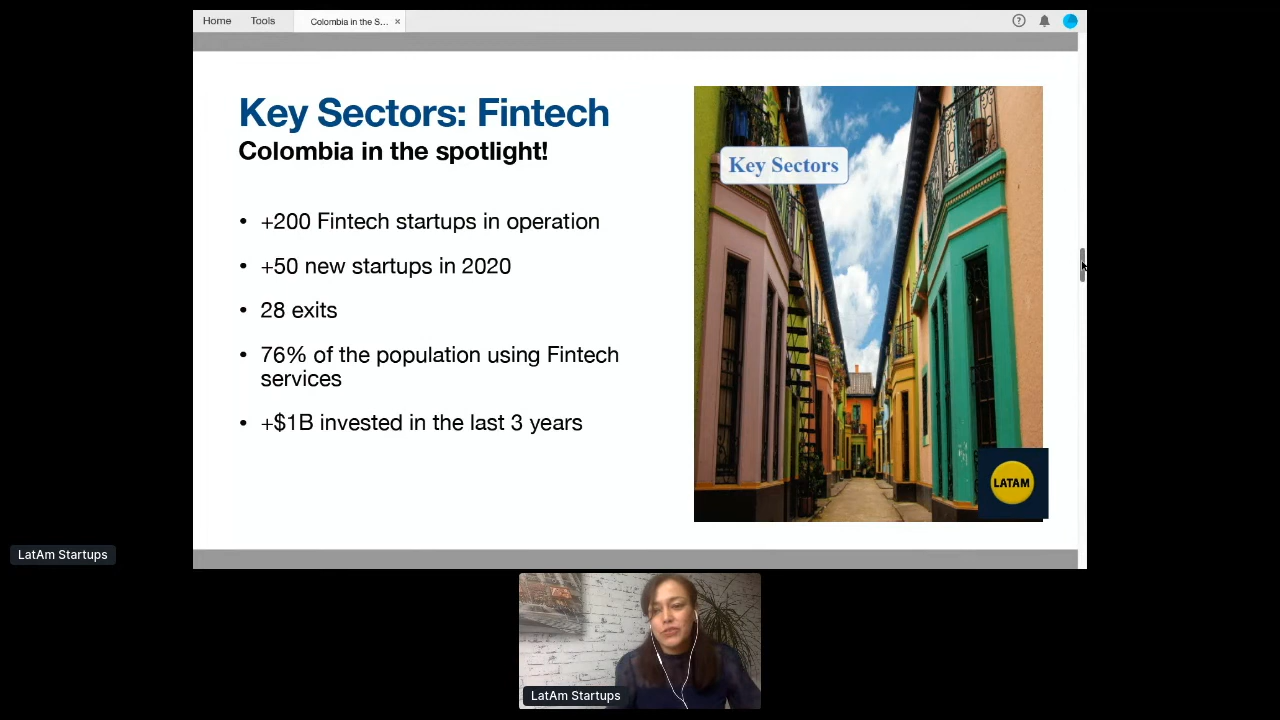 Home Tools Colombia in the S... ×
Key Sectors: Fintech
Colombia in the spotlight!
• +200 Fintech startups in operation
• +50 new startups in 2020
• 28 exits
• 76% of the population using Fintech
services
• +$1B invested in the last 3 years
Key Sectors
LATAM
LatAm Startups
LatAm Startups